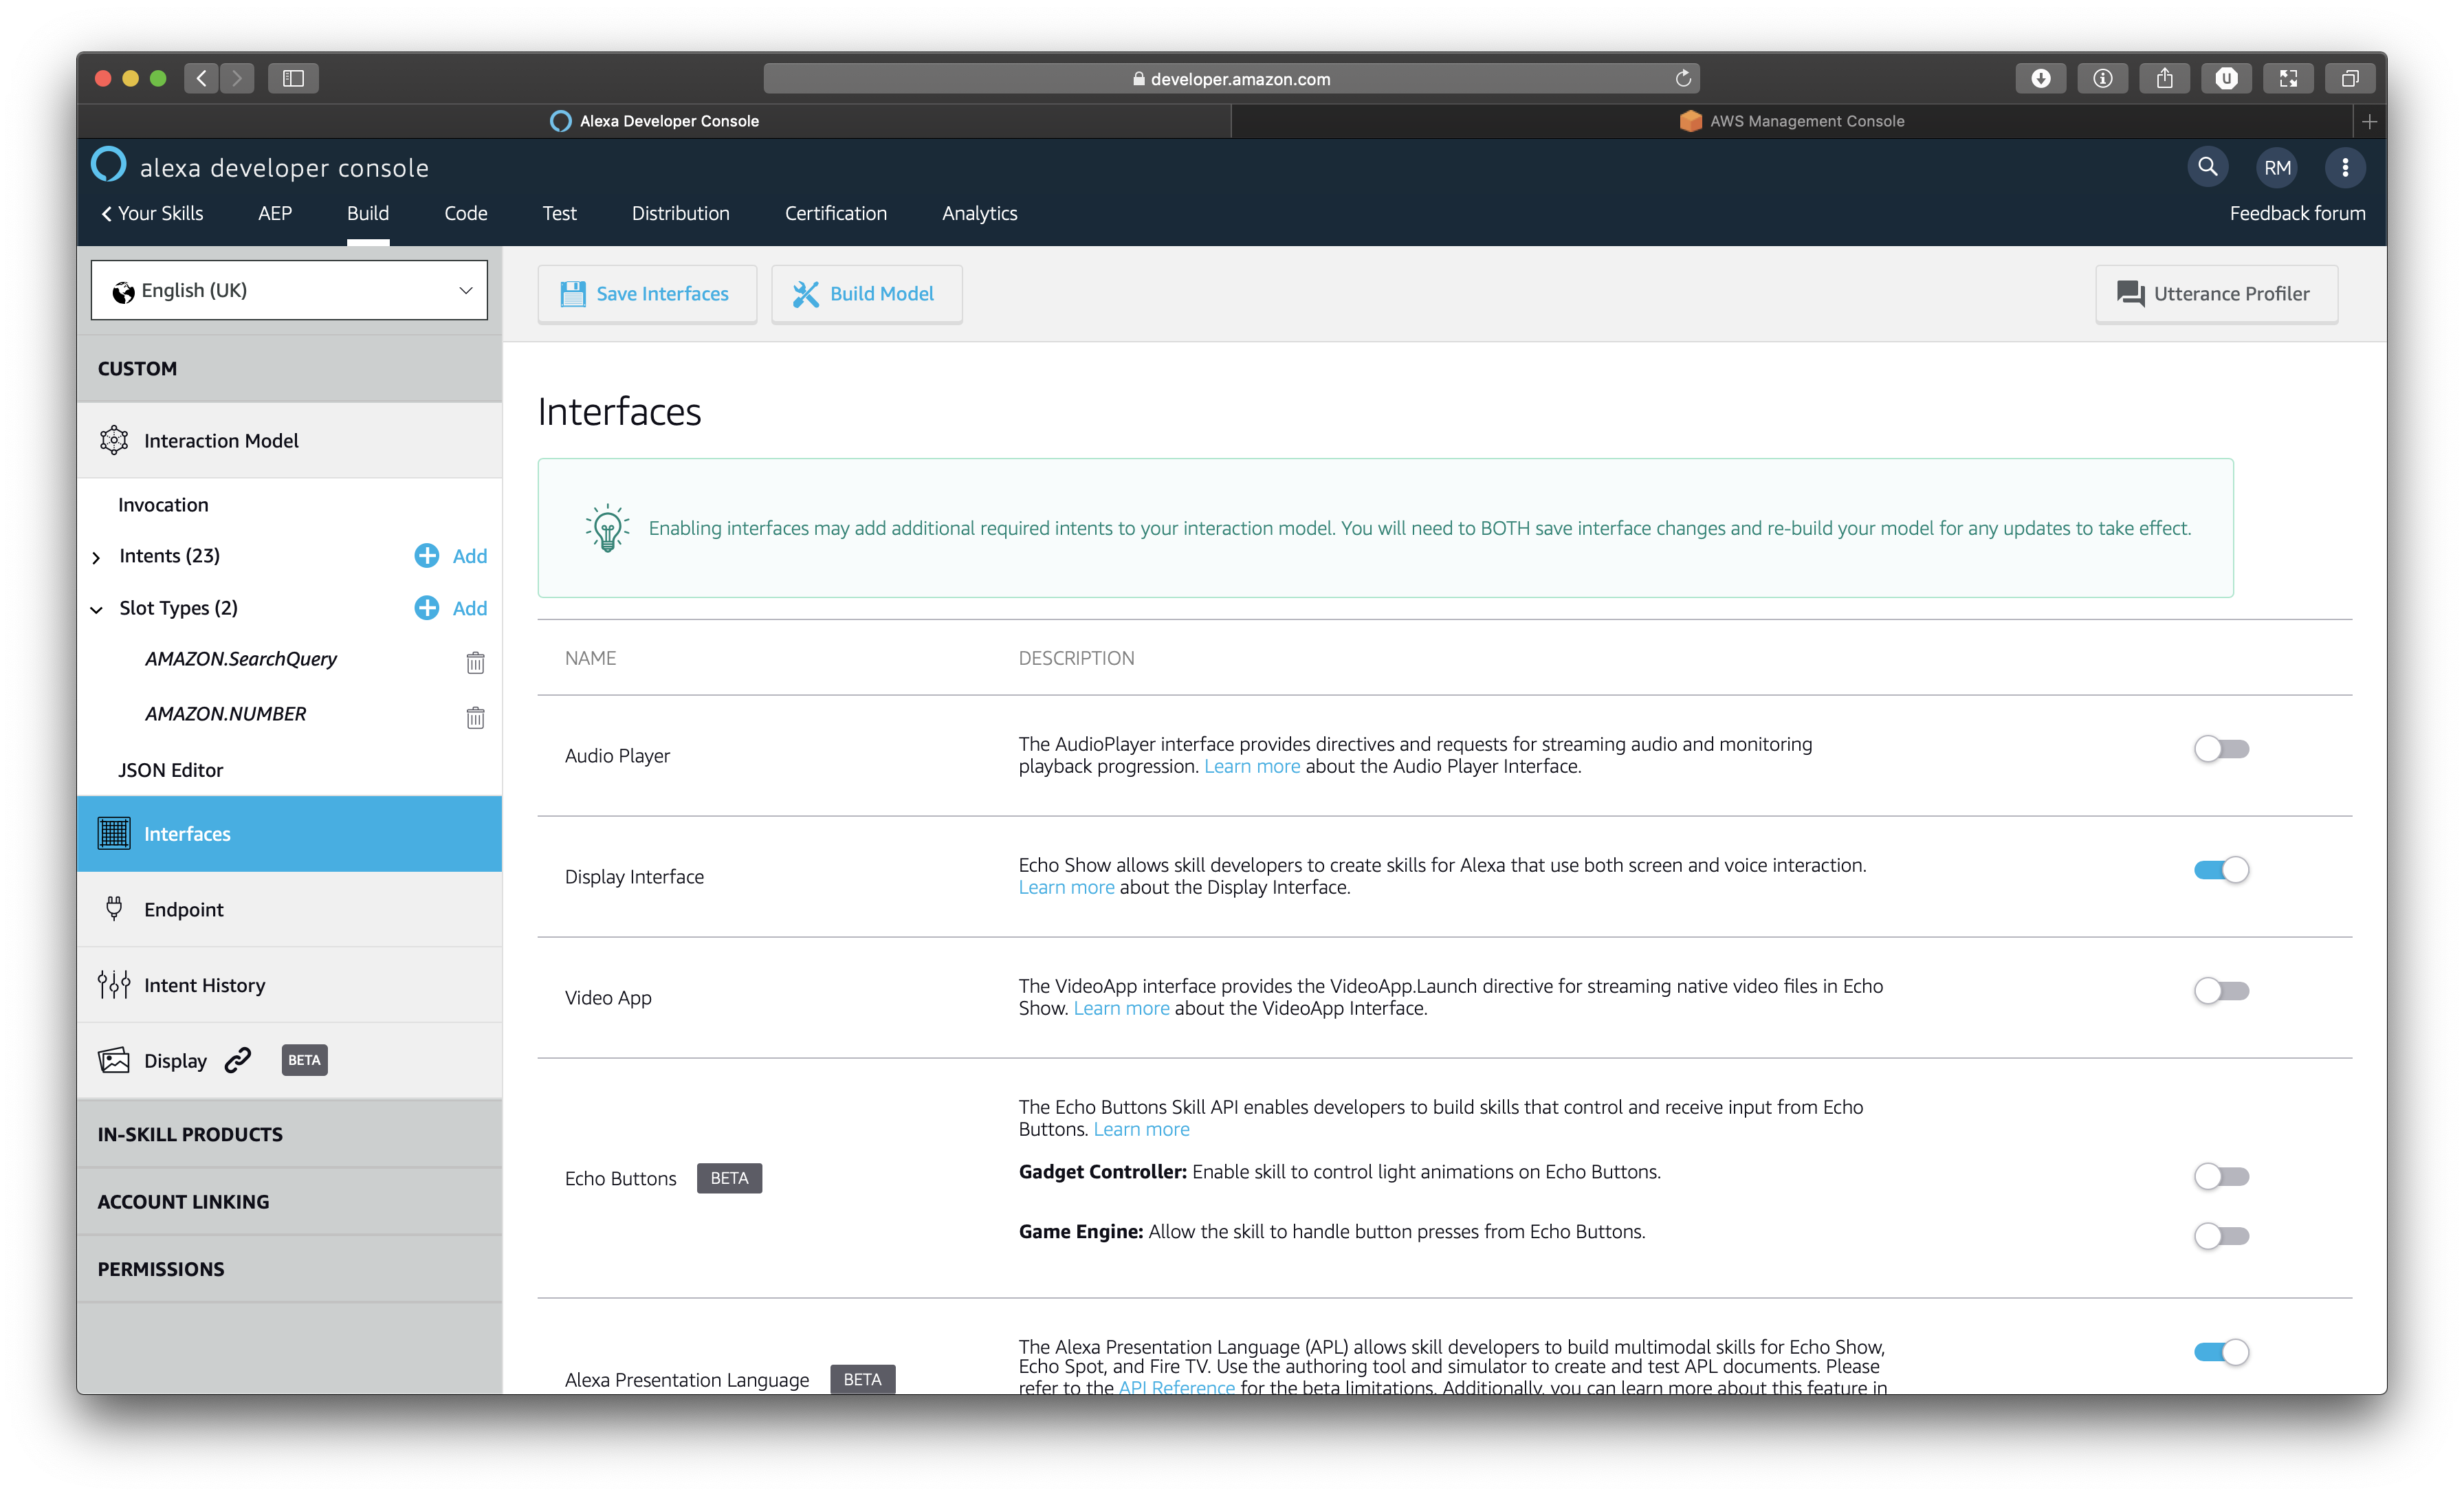 developer.amazon.com
Alexa Developer Console
AWS Management Console
alexa developer console
RM
Your Skills
AEP
Build
Code
Test
Distribution
Certification
Analytics
Feedback forum
English (UK)
Save Interfaces
Build Model
Utterance Profiler
CUSTOM
Interaction Model
Invocation
Intents (23)
Add
Slot Types (2)
Add
AMAZON.SearchQuery
AMAZON.NUMBER
JSON Editor
Interfaces
Endpoint
Intent History
Display
BETA
IN-SKILL PRODUCTS
ACCOUNT LINKING
PERMISSIONS
Interfaces
Enabling interfaces may add additional required intents to your interaction model. You will need to BOTH save interface changes and re-build your model for any updates to take effect.
NAME
DESCRIPTION
Audio Player
The AudioPlayer interface provides directives and requests for streaming audio and monitoring
playback progression. Learn more about the Audio Player Interface.
Display Interface
Echo Show allows skill developers to create skills for Alexa that use both screen and voice interaction.
Learn more about the Display Interface.
Video App
The VideoApp interface provides the VideoApp.Launch directive for streaming native video files in Echo
Show. Learn more about the VideoApp Interface.
Echo Buttons
BETA
The Echo Buttons Skill API enables developers to build skills that control and receive input from Echo
Buttons. Learn more
Gadget Controller: Enable skill to control light animations on Echo Buttons.
Game Engine: Allow the skill to handle button presses from Echo Buttons.
Alexa Presentation Language
BETA
The Alexa Presentation Language (APL) allows skill developers to build multimodal skills for Echo Show,
Echo Spot, and Fire TV. Use the authoring tool and simulator to create and test APL documents. Please
refer to the API Reference for the beta limitations. Additionally, you can learn more about this feature in